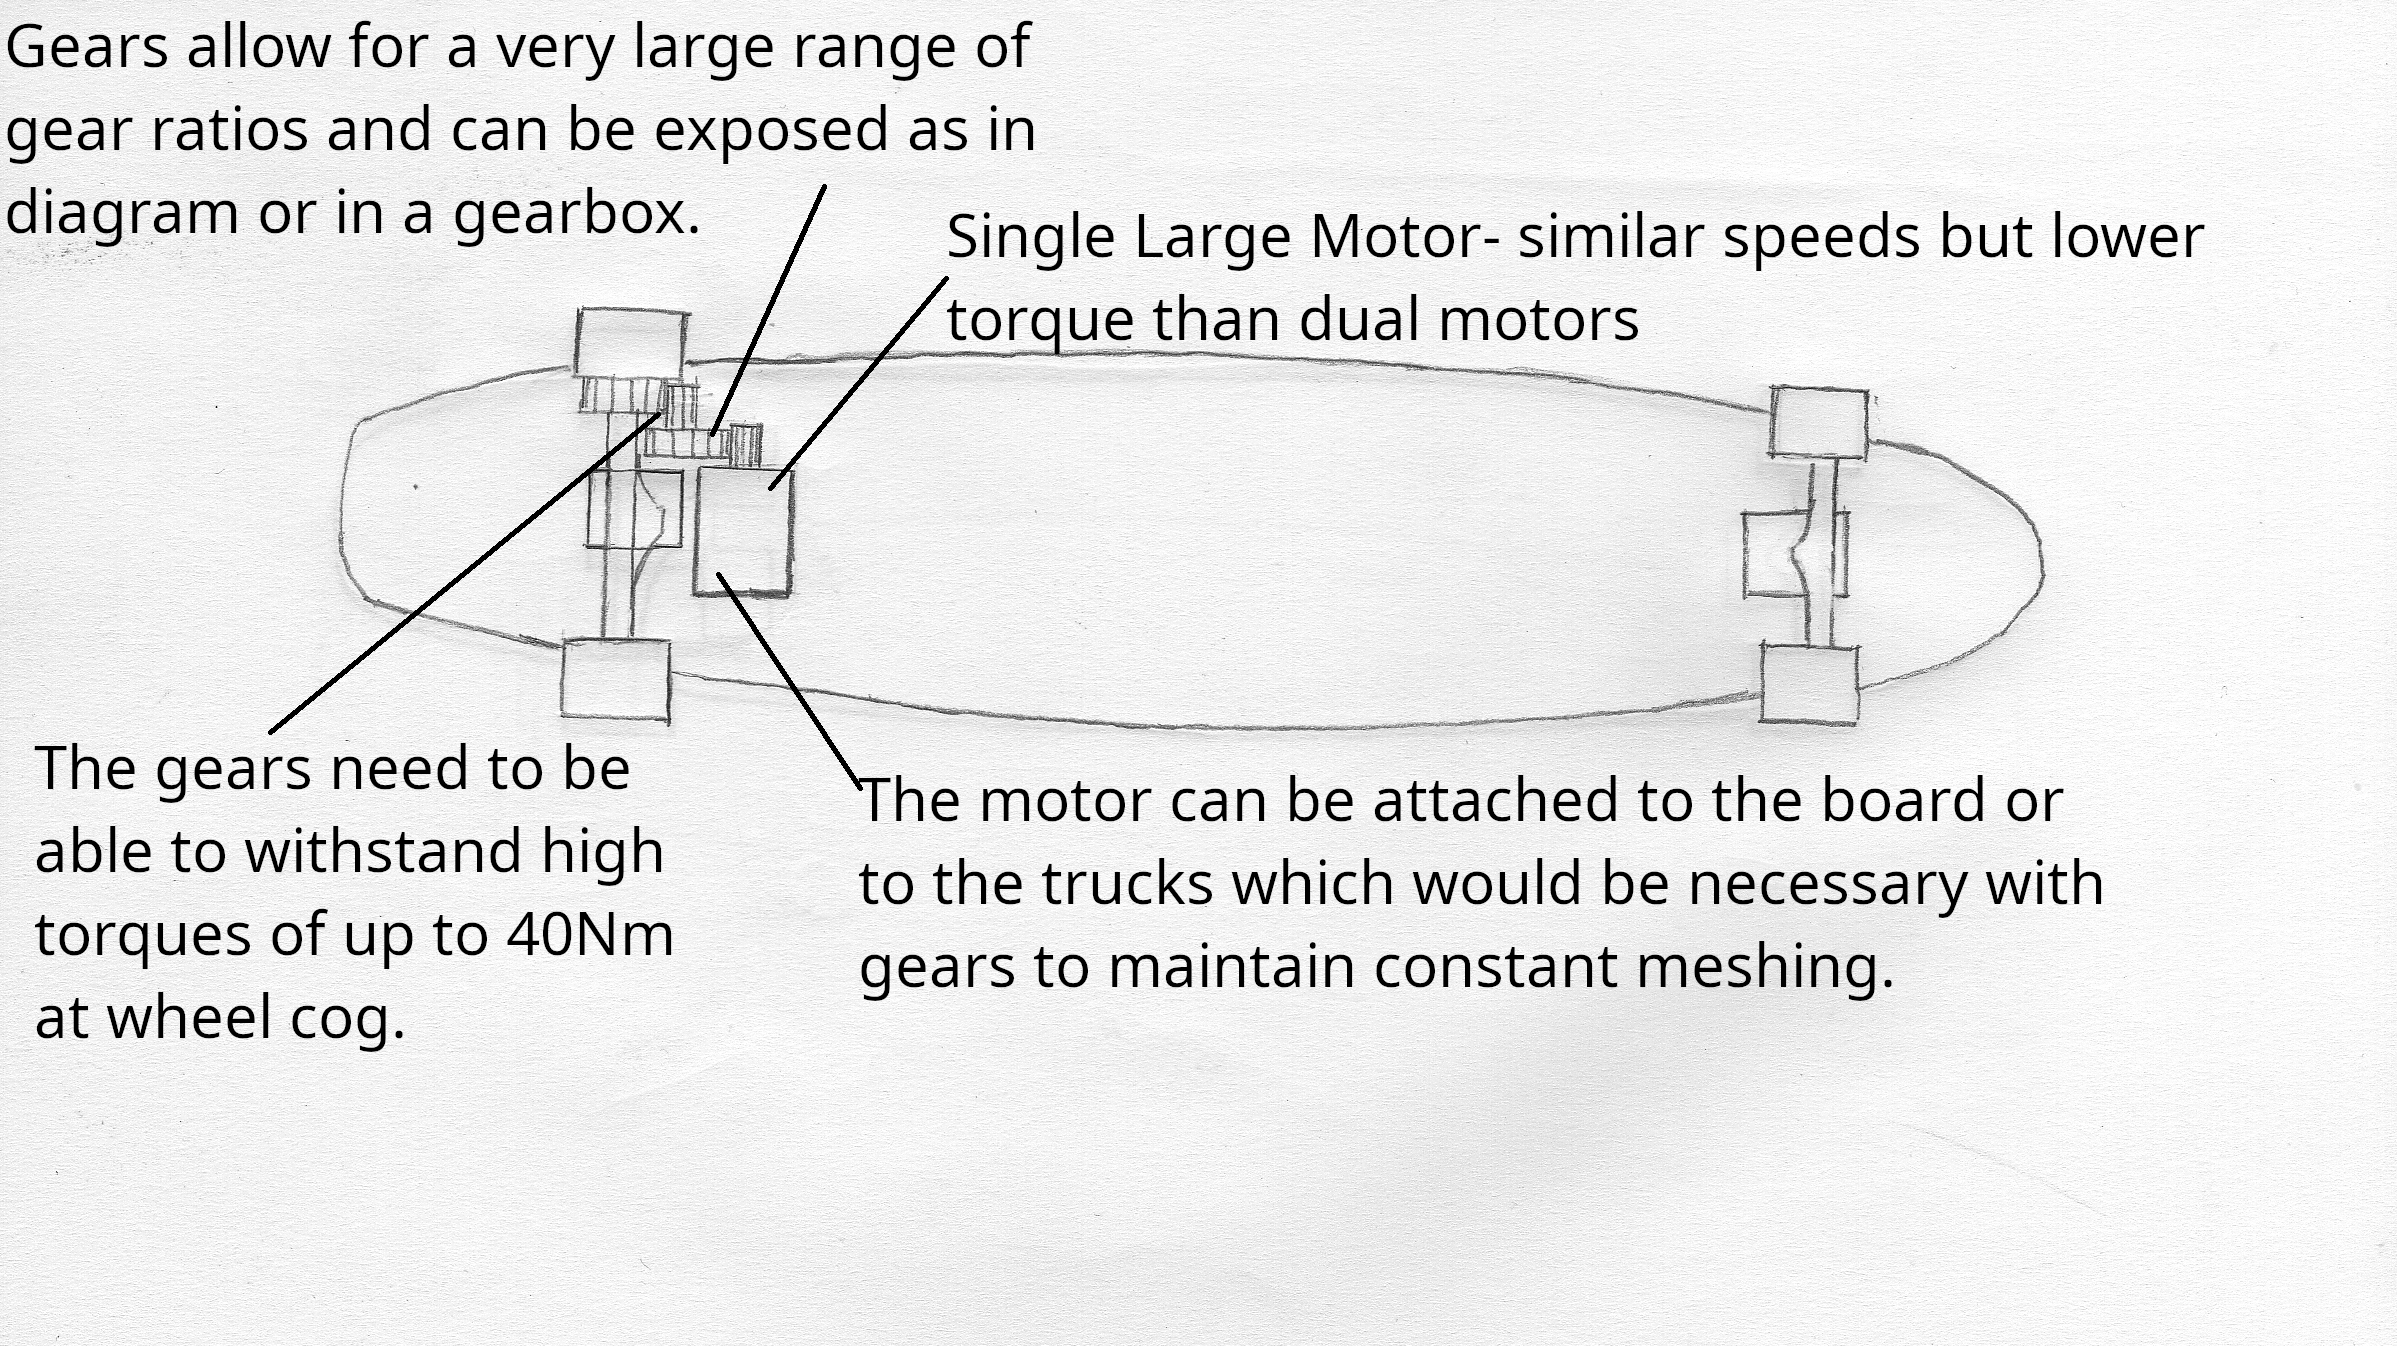 Gears allow for a very large range of
gear ratios and can be exposed as in
diagram or in a gearbox.
Single Large Motor- similar speeds but lower
torque than dual motors
The gears need to be
able to withstand high
torques of up to 40Nm
at wheel cog.
The motor can be attached to the board or
to the trucks which would be necessary with
gears to maintain constant meshing.